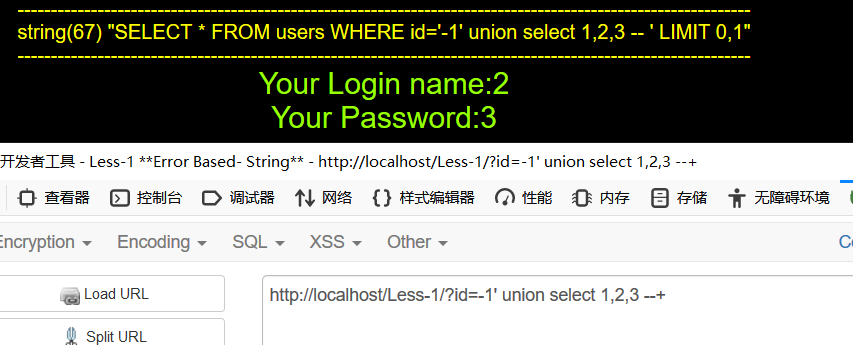 string(67) "SELECT * FROM users WHERE id='-1' union select 1,2,3 -- ' LIMIT 0,1"
Your Login name:2
Your Password:3
开发者工具 - Less-1 **Error Based- String** - http://localhost/Less-1/?id=-1' union select 1,2,3 --+
查看器 控制台 调试器 网络 {} 样式编辑器 性能 内存 存储 无障碍环境
Encryption Encoding SQL XSS Other
Load URL http://localhost/Less-1/?id=-1' union select 1,2,3 --+
Split URL